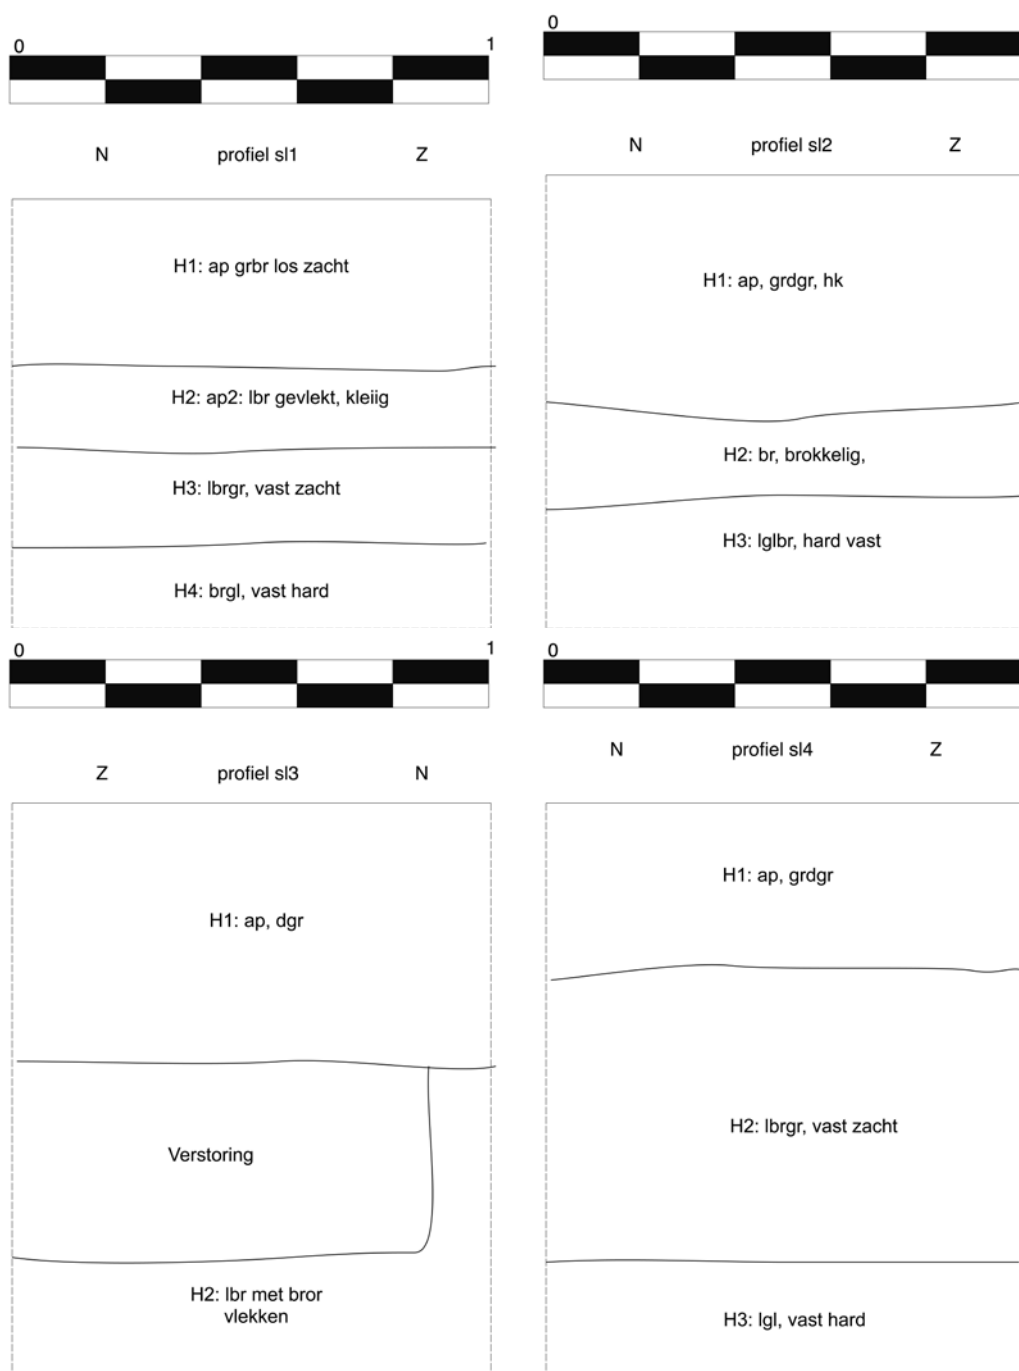 0 1
N profiel sl1 Z
H1: ap grbr los zacht
H2: ap2: lbr gevlekt, kleiig
H3: lbrgr, vast zacht
H4: brgl, vast hard
0
N profiel sl2 Z
H1: ap, grdgr, hk
H2: br, brokkelig,
H3: lglbr, hard vast
0 1
Z profiel sl3 N
H1: ap, dgr
Verstoring
H2: lbr met bror
vlekken
0
N profiel sl4 Z
H1: ap, grdgr
H2: lbrgr, vast zacht
H3: lgl, vast hard